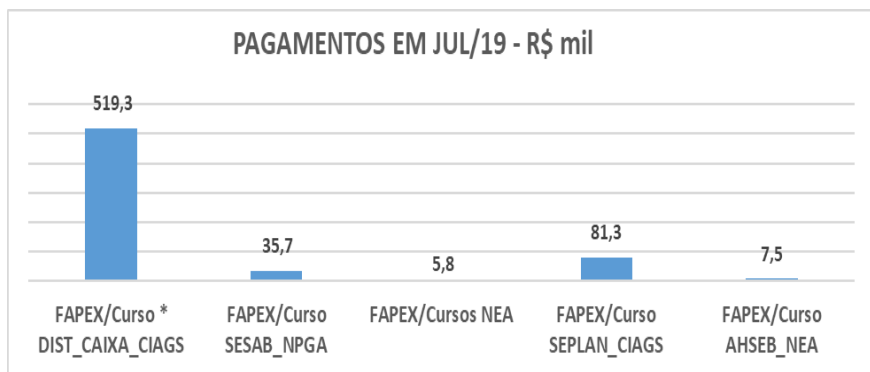 PAGAMENTOS EM JUL/19 - R$ mil
519,3
35,7
5,8
81,3
7,5
FAPEX/Curso *
DIST_CAIXA_CIAGS
FAPEX/Curso
SESAB_NPGA
FAPEX/Cursos NEA
FAPEX/Curso
SEPLAN_CIAGS
FAPEX/Curso
AHSEB_NEA